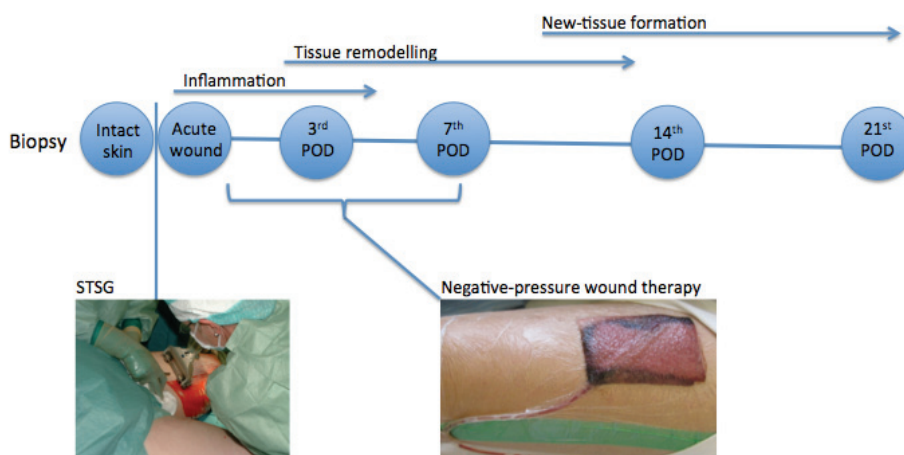 New-tissue formation
Tissue remodelling
Inflammation
Biopsy
Intact
skin
Acute
wound
3rd
POD
7th
POD
14th
POD
21st
POD
STSG
Negative-pressure wound therapy